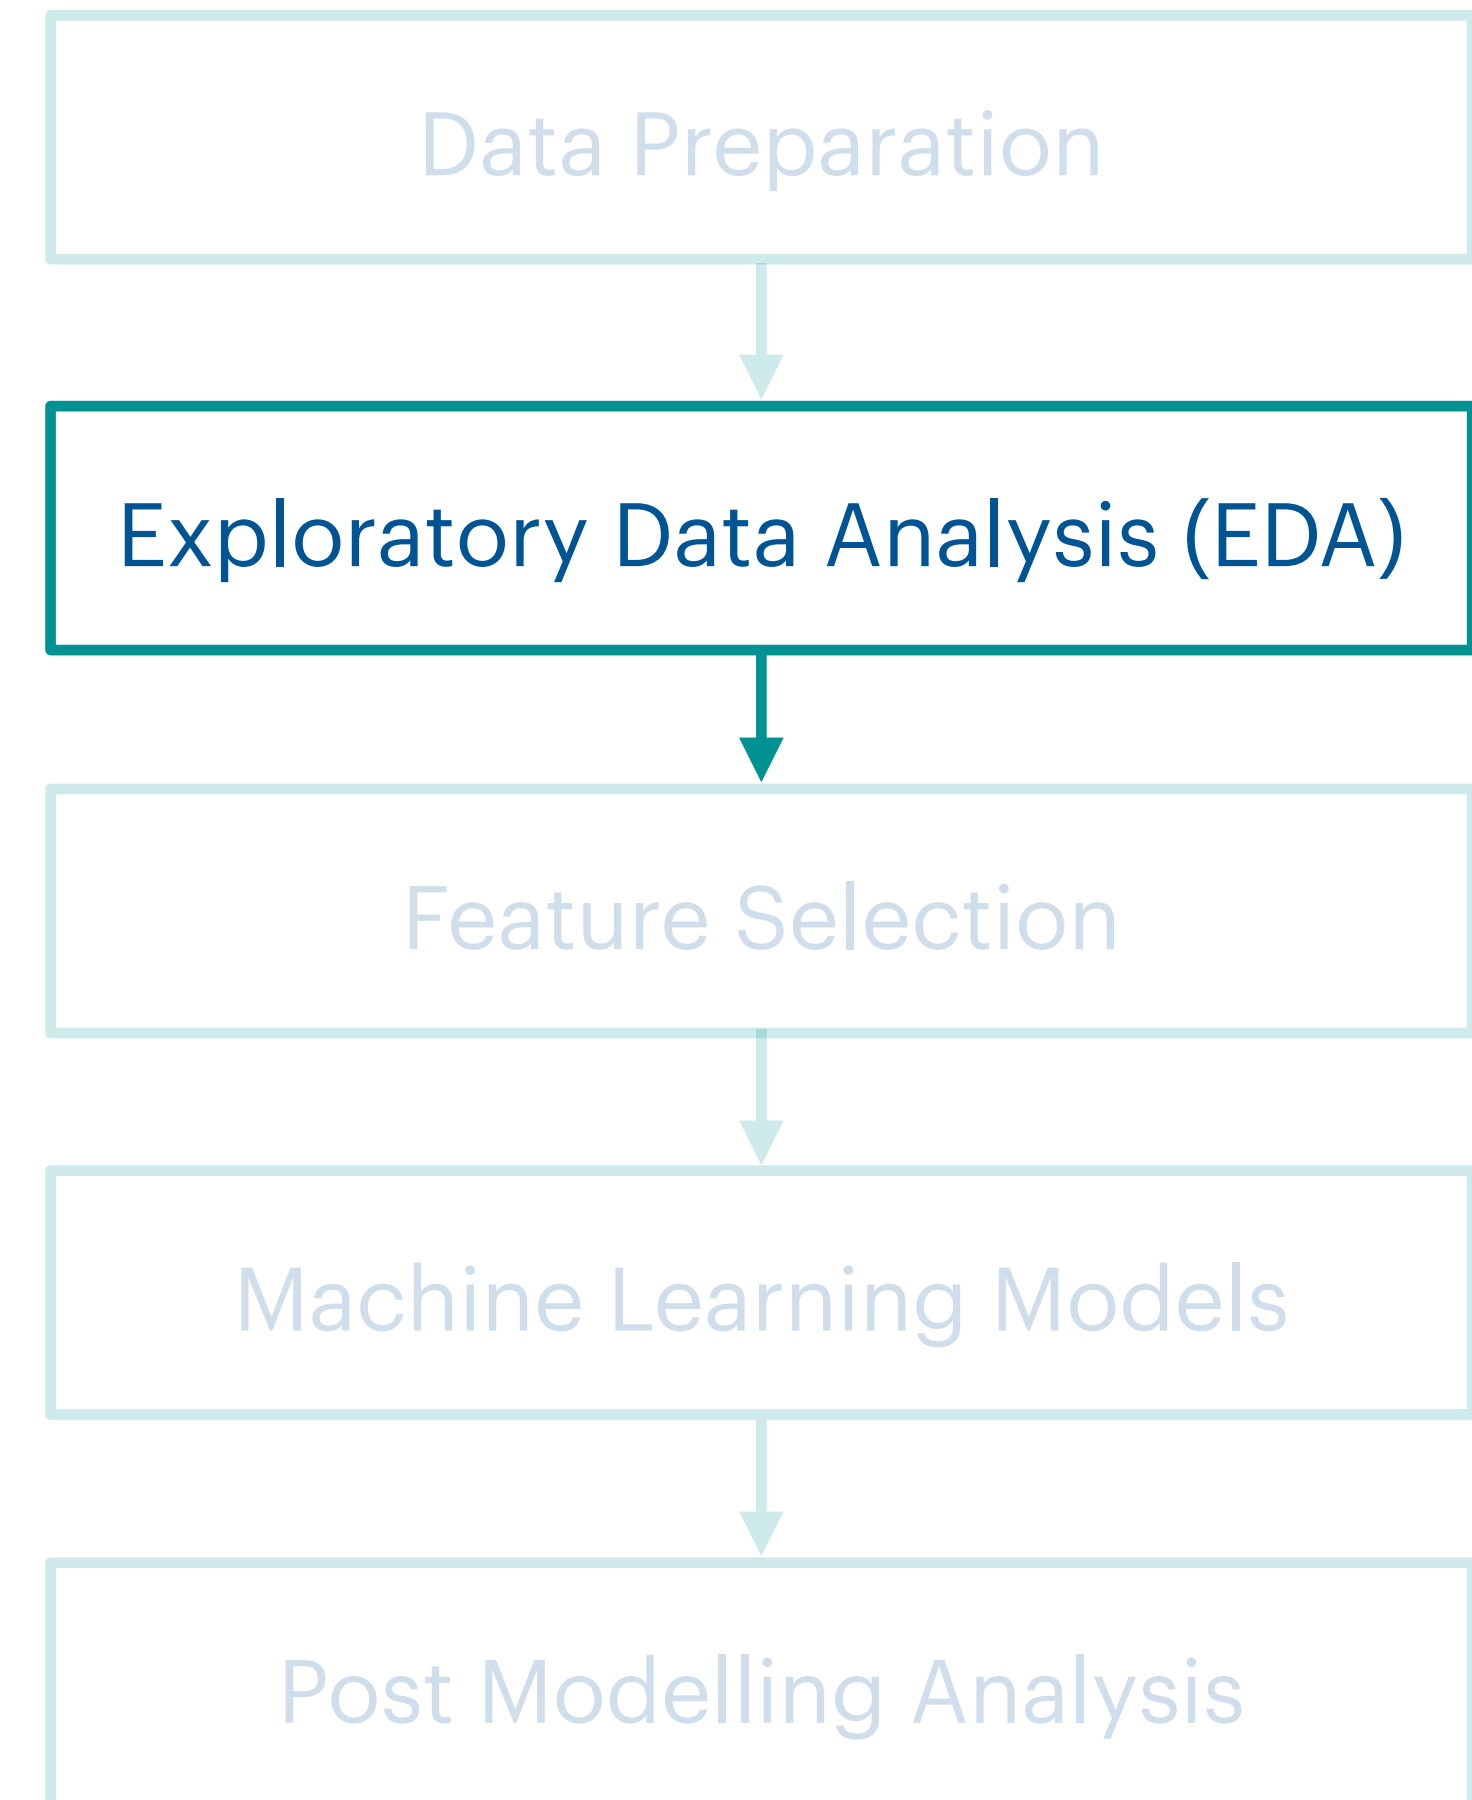 Data Preparation
Exploratory Data Analysis (EDA)
Feature Selection
Machine Learning Models
Post Modelling Analysis